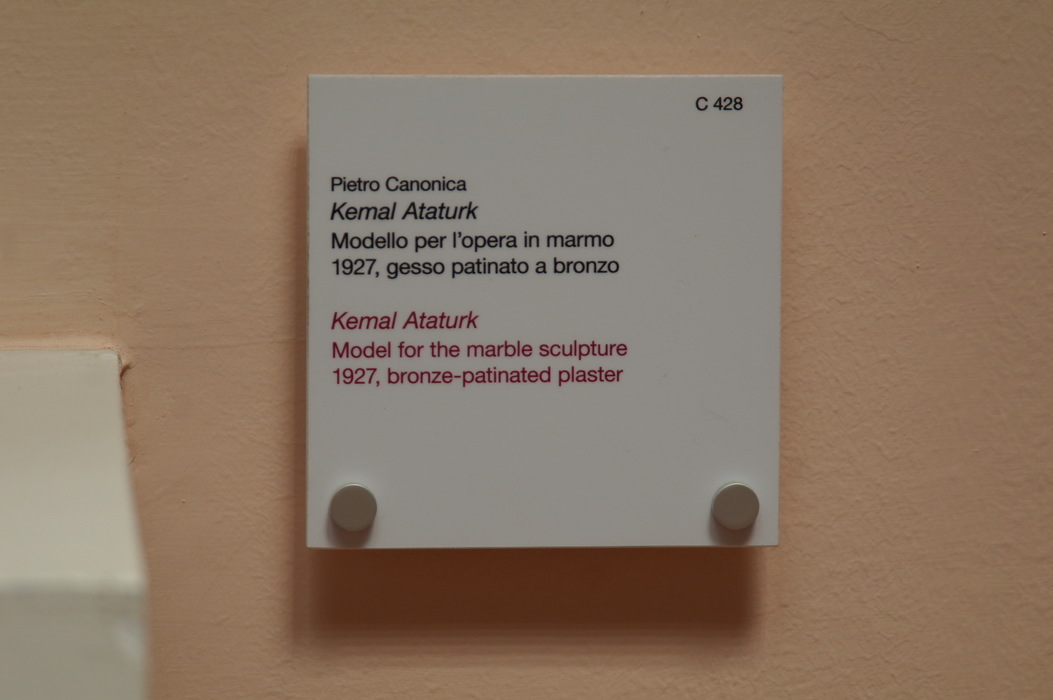 C 428
Pietro Canonica
Kemal Ataturk
Modello per l’opera in marmo
1927, gesso patinato a bronzo
Kemal Ataturk
Model for the marble sculpture
1927, bronze-patinated plaster